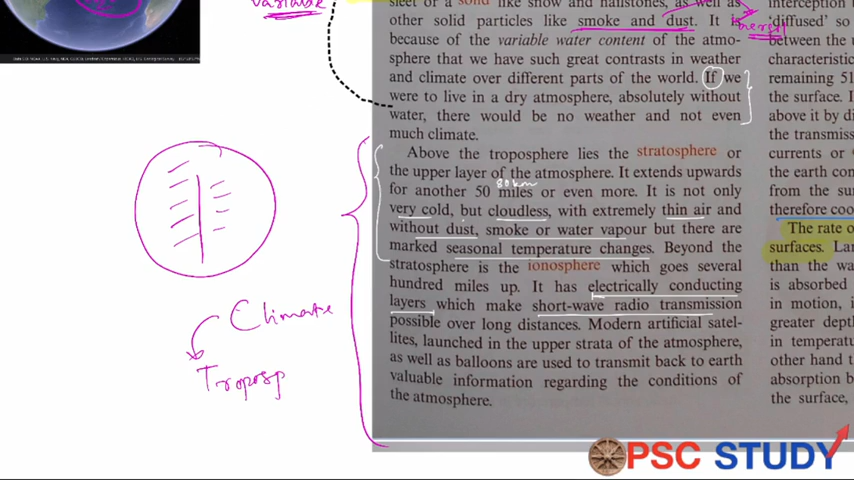 variable
sleet or a solid like snow and hailstones, as well as
other solid particles like smoke and dust. It is
because of the variable water content of the atmo-
sphere that we have such great contrasts in weather
and climate over different parts of the world. If we
were to live in a dry atmosphere, absolutely without
water, there would be no weather and not even
much climate.
Above the troposphere lies the stratosphere or
the upper layer of the atmosphere. It extends upwards
80km
for another 50 miles or even more. It is not only
very cold, but cloudless, with extremely thin air and
without dust, smoke or water vapour but there are
marked seasonal temperature changes. Beyond the
stratosphere is the ionosphere which goes several
hundred miles up. It has electrically conducting
layers which make short-wave radio transmission
possible over long distances. Modern artificial satel-
lites, launched in the upper strata of the atmosphere,
as well as balloons are used to transmit back to earth
valuable information regarding the conditions of
the atmosphere.
Climate
Troposp
interception
'diffused' so
between the
characteristic
remaining 51
the surface. I
above it by di
the transmiss
currents or
the earth con
from the sur
therefore coo
The rate o
surfaces. Lar
than the wa
is absorbed
in motion, i
greater depth
in temperatu
other hand t
absorption b
the surface,
PSC STUDY